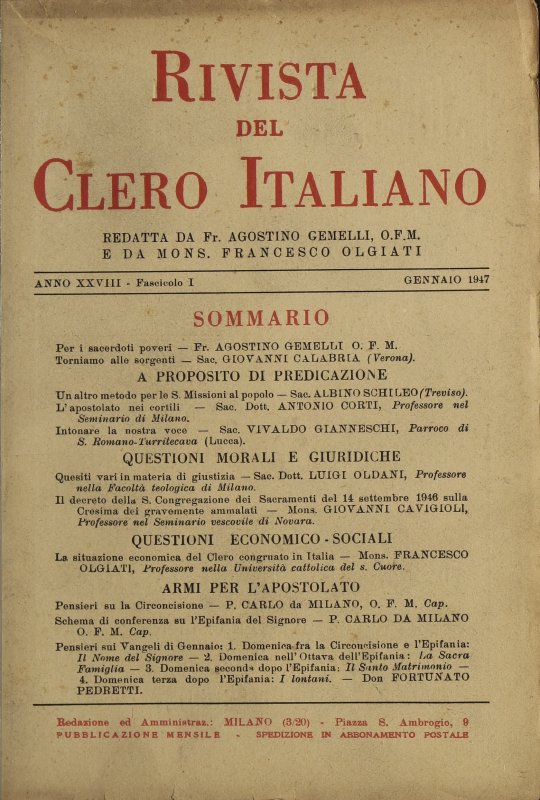 RIVISTA
DEL
CLERO ITALIANO
REDATTA DA Fr. AGOSTINO GEMELLI, O.F.M.
E DA MONS. FRANCESCO OLGIATI
ANNO XXVIII - Fascicolo I
GENNAIO 1947
SOMMARIO
Per i sacerdoti poveri — Fr. AGOSTINO GEMELLI O. F. M.
Torniamo alle sorgenti — Sac. GIOVANNI CALABRIA (Verona).
A PROPOSITO DI PREDICAZIONE
Un altro metodo per le S. Missioni al popolo — Sac. ALBINO SCHILEO (Treviso).
L'apostolato nei cortili — Sac. Dott. ANTONIO CORTI, Professore nel
Seminario di Milano.
Intonare la nostra voce — Sac. VIVALDO GIANNESCHI, Parroco di
S. Romano-Turritecava (Lucca).
QUESTIONI MORALI E GIURIDICHE
Quesiti vari in materia di giustizia — Sac. Dott. LUIGI OLDANI, Professore
nella Facoltà teologica di Milano.
Il decreto della S. Congregazione dei Sacramenti del 14 settembre 1946 sulla
Cresima dei gravemente ammalati — Mons. GIOVANNI CAVIGIOLI,
Professore nel Seminario vescovile di Novara.
QUESTIONI ECONOMICO - SOCIALI
La situazione economica del Clero congruato in Italia — Mons. FRANCESCO
OLGIATI, Professore nella Università cattolica del s. Cuore.
ARMI PER L'APOSTOLATO
Pensieri su la Circoncisione — P. CARLO da MILANO, O. F. M. Cap.
Schema di conferenza su l'Epifania del Signore — P. CARLO DA MILANO
O. F. M. Cap.
Pensieri sui Vangeli di Gennaio: 1. Domenica fra la Circoncisione e l'Epifania:
Il Nome del Signore — 2. Domenica nell'Ottava dell'Epifania: La Sacra
Famiglia — 3. Domenica seconda dopo l'Epifania: Il Santo Matrimonio —
4. Domenica terza dopo l'Epifania: I lontani. — Don FORTUNATO
PEDRETTI.
Redazione ed Amministraz.: MILANO (3/20) - Piazza S. Ambrogio, 9
PUBBLICAZIONE MENSILE - SPEDIZIONE IN ABBONAMENTO POSTALE